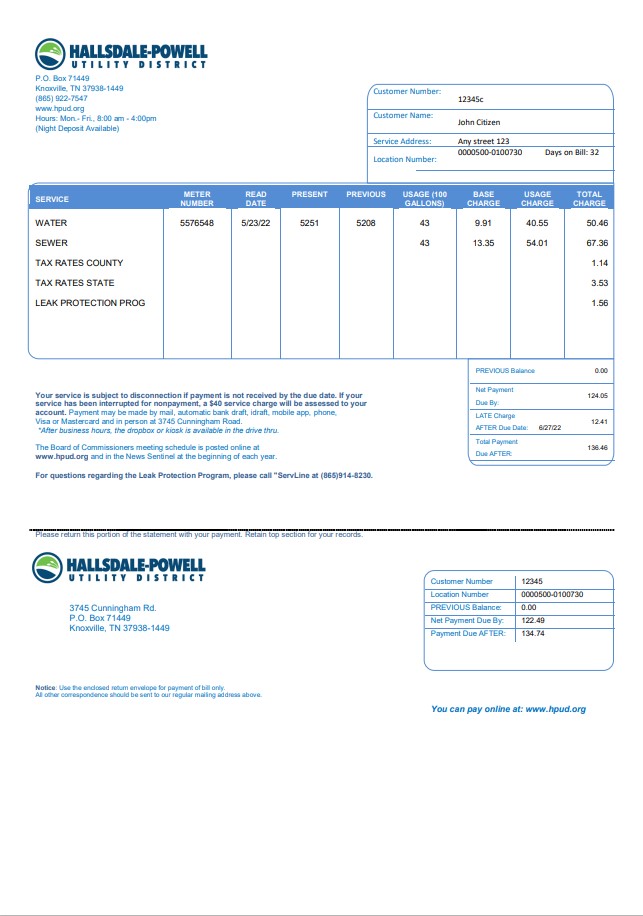 HALLSDALE-POWELL
UTILITY DISTRICT
P.O. Box 71449
Knoxville, TN 37938-1449
(865) 922-7547
www.hpud.org
Hours: Mon.- Fri., 8:00 am - 4:00pm
(Night Deposit Available)
Customer Number:
12345c
Customer Name:
John Citizen
Service Address: Any street 123
Location Number: 0000500-0100730 Days on Bill: 32
SERVICE METER NUMBER READ DATE PRESENT PREVIOUS USAGE (100 GALLONS) BASE CHARGE USAGE CHARGE TOTAL CHARGE
WATER 5576548 5/23/22 5251 5208 43 9.91 40.55 50.46
SEWER 43 13.35 54.01 67.36
TAX RATES COUNTY 1.14
TAX RATES STATE 3.53
LEAK PROTECTION PROG 1.56
PREVIOUS Balance 0.00
Net Payment
Due By: 124.05
LATE Charge
AFTER Due Date: 6/27/22 12.41
Total Payment
Due AFTER: 136.46
Your service is subject to disconnection if payment is not received by the due date. If your
service has been interrupted for nonpayment, a $40 service charge will be assessed to your
account. Payment may be made by mail, automatic bank draft, idraft, mobile app, phone,
Visa or Mastercard and in person at 3745 Cunningham Road.
*After business hours, the dropbox or kiosk is available in the drive thru.
The Board of Commissioners meeting schedule is posted online at
www.hpud.org and in the News Sentinel at the beginning of each year.
For questions regarding the Leak Protection Program, please call "ServLine at (865)914-8230.
Please return this portion of the statement with your payment. Retain top section for your records.
HALLSDALE-POWELL
UTILITY DISTRICT
3745 Cunningham Rd.
P.O. Box 71449
Knoxville, TN 37938-1449
Customer Number 12345
Location Number 0000500-0100730
PREVIOUS Balance: 0.00
Net Payment Due By: 122.49
Payment Due AFTER: 134.74
Notice: Use the enclosed return envelope for payment of bill only.
All other correspondence should be sent to our regular mailing address above.
You can pay online at: www.hpud.org